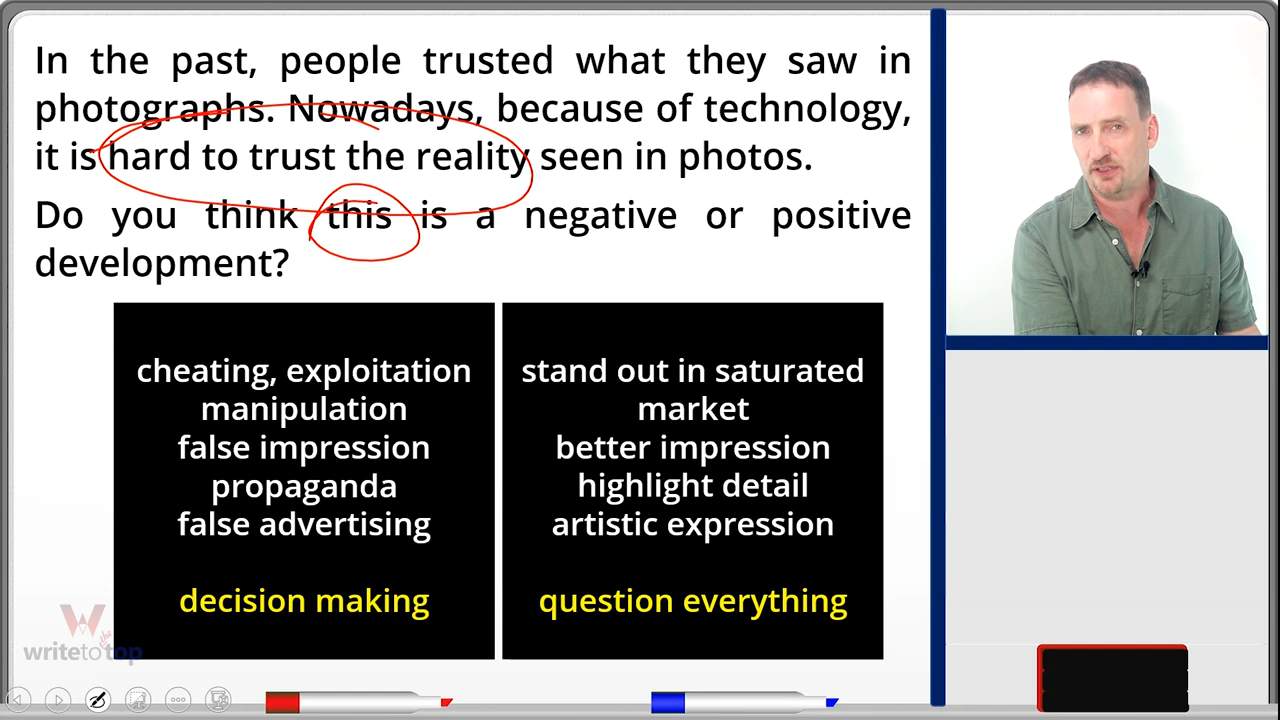 In the past, people trusted what they saw in
photographs. Nowadays, because of technology,
it is hard to trust the reality seen in photos.
Do you think this is a negative or positive
development?
cheating, exploitation
manipulation
false impression
propaganda
false advertising
decision making
stand out in saturated
market
better impression
highlight detail
artistic expression
question everything
W
the
writetotop